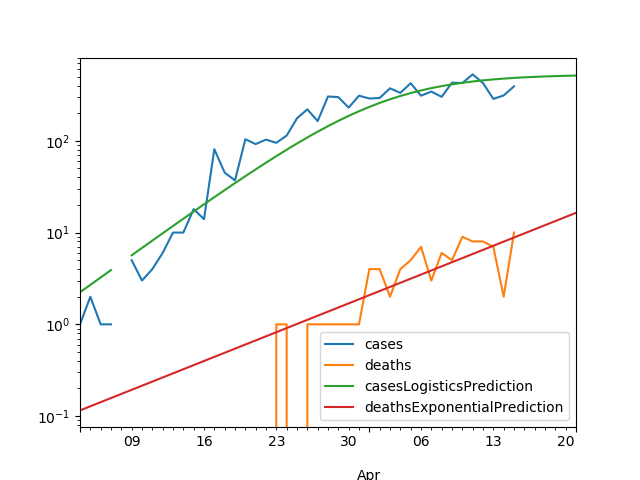 10²
10¹
10⁰
10⁻¹
09 16 23 30 06 13 20
Apr
cases
deaths
casesLogisticsPrediction
deathsExponentialPrediction